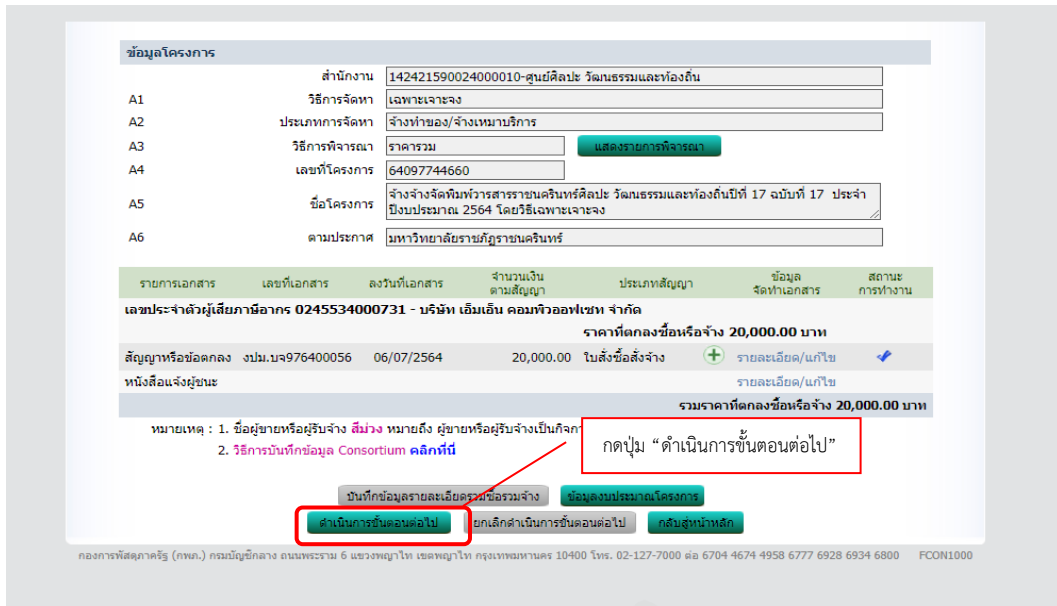 ข้อมูลโครงการ
สำนักงาน 142421590024000010-ศูนย์ศิลปะ วัฒนธรรมและท้องถิ่น
A1 วิธีการจัดหา เฉพาะเจาะจง
A2 ประเภทการจัดหา จ้างทำของ/จ้างเหมาบริการ
A3 วิธีการพิจารณา ราคารวม แสดงรายการพิจารณา
A4 เลขที่โครงการ 64097744660
A5 ชื่อโครงการ จ้างจ้างจัดพิมพ์วารสารราชนครินทร์ศิลปะ วัฒนธรรมและท้องถิ่นปีที่ 17 ฉบับที่ 17 ประจำ
ปีงบประมาณ 2564 โดยวิธีเฉพาะเจาะจง
A6 ตามประกาศ มหาวิทยาลัยราชภัฏราชนครินทร์
รายการเอกสาร เลขที่เอกสาร ลงวันที่เอกสาร จำนวนเงิน ตามสัญญา ประเภทสัญญา ข้อมูล จัดทำเอกสาร สถานะ การทำงาน
เลขประจำตัวผู้เสียภาษีอากร 0245534000731 - บริษัท เอ็มเอ็น คอมพิวออฟเซท จำกัด
ราคาที่ตกลงซื้อหรือจ้าง 20,000.00 บาท
สัญญาหรือข้อตกลง งปม.บจ976400056 06/07/2564 20,000.00 ใบสั่งซื้อสั่งจ้าง รายละเอียด/แก้ไข
หนังสือแจ้งผู้ชนะ รายละเอียด/แก้ไข
รวมราคาที่ตกลงซื้อหรือจ้าง 20,000.00 บาท
หมายเหตุ : 1. ชื่อผู้ขายหรือผู้รับจ้าง สีม่วง หมายถึง ผู้ขายหรือผู้รับจ้างเป็นกิจกา
2. วิธีการบันทึกข้อมูล Consortium คลิกที่นี่
กดปุ่ม “ดำเนินการขั้นตอนต่อไป”
บันทึกข้อมูลรายละเอียดรวมซื้อรวมจ้าง ข้อมูลงบประมาณโครงการ
ดำเนินการขั้นตอนต่อไป ยกเลิกดำเนินการขั้นตอนต่อไป กลับสู่หน้าหลัก
กองการพัสดุภาครัฐ (กพภ.) กรมบัญชีกลาง ถนนพระราม 6 แขวงพญาไท เขตพญาไท กรุงเทพมหานคร 10400 โทร. 02-127-7000 ต่อ 6704 4674 4958 6777 6928 6934 6800 FCON1000